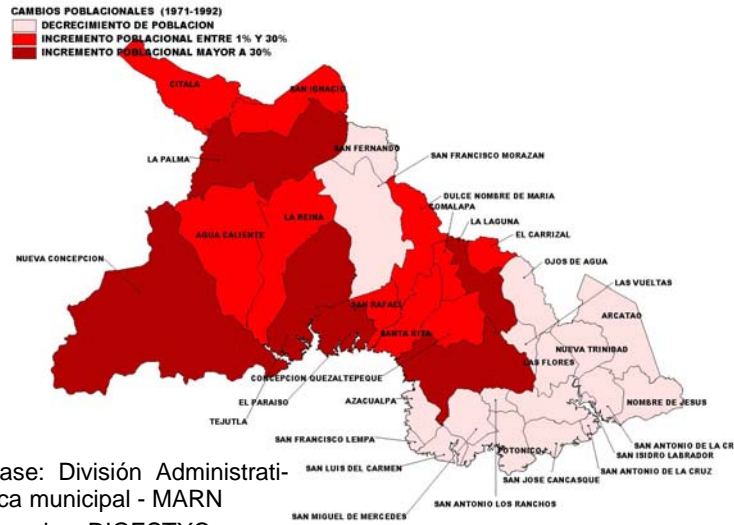 CAMBIOS POBLACIONALES (1971-1992)
DECRECIMIENTO DE POBLACION
INCREMENTO POBLACIONAL ENTRE 1% Y 30%
INCREMENTO POBLACIONAL MAYOR A 30%
CITALA
SAN IGNACIO
LA PALMA
SAN FERNANDO
SAN FRANCISCO MORAZAN
DULCE NOMBRE DE MARIA
COMALAPA
LA LAGUNA
EL CARRIZAL
LA REINA
AGUA CALIENTE
NUEVA CONCEPCION
OJOS DE AGUA
LAS VUELTAS
ARCATAO
SAN RAFAEL
SANTA RITA
NUEVA TRINIDAD
LAS FLORES
CONCEPCION QUEZALTEPEQUE
EL PARAISO
AZACUALPA
NOMBRE DE JESUS
TEJUTLA
SAN FRANCISCO LEMPA
POTONICO
SAN ANTONIO DE LA CR
SAN ISIDRO LABRADOR
SAN LUIS DEL CARMEN
SAN ANTONIO DE LA CRUZ
SAN JOSE CANCASQUE
SAN ANTONIO LOS RANCHOS
SAN MIGUEL DE MERCEDES
ase: División Administrati-
ca municipal - MARN